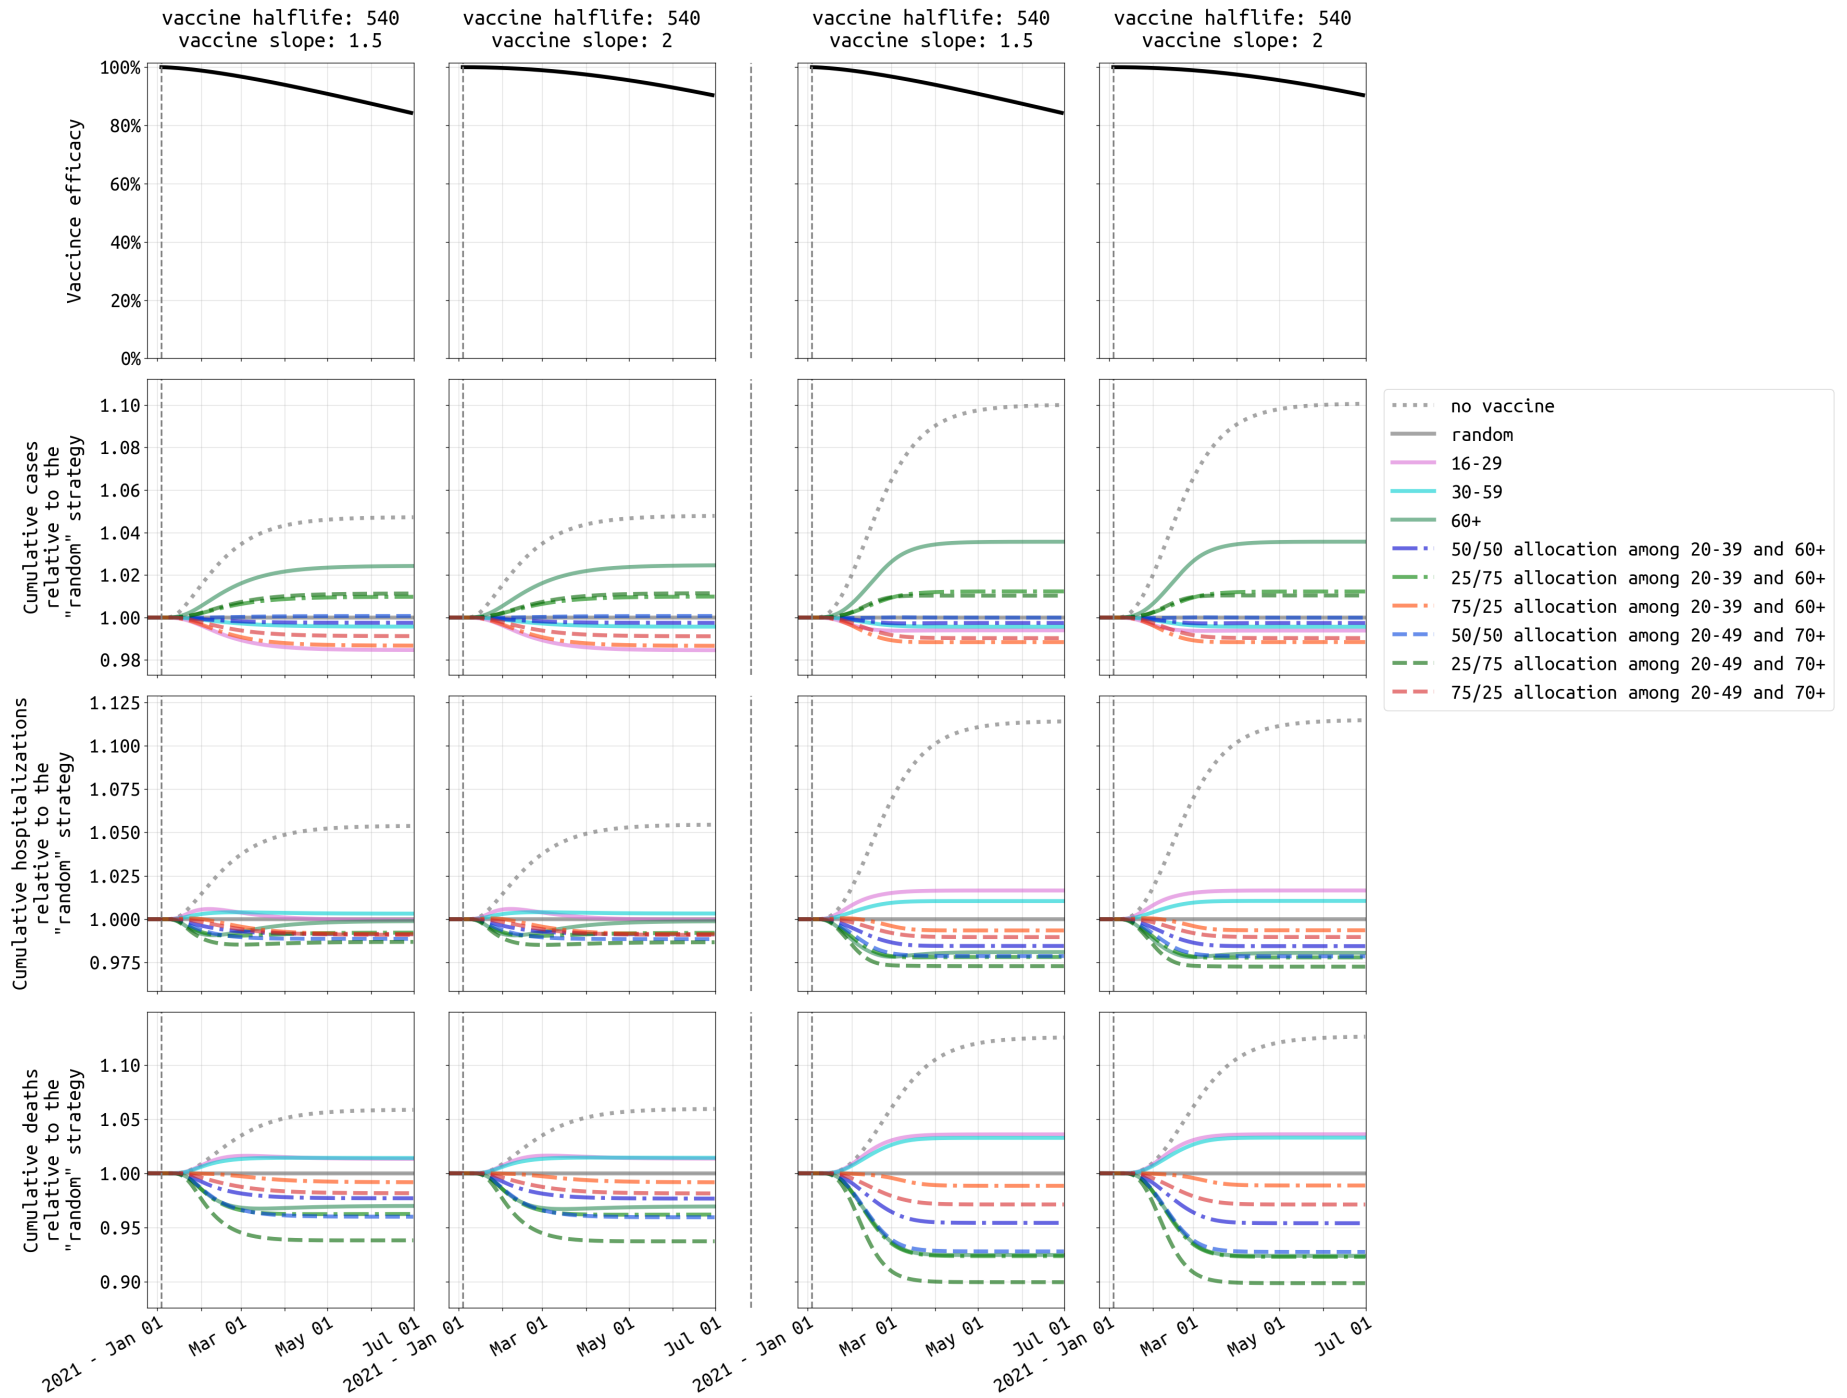 vaccine halflife: 540
vaccine slope: 1.5
vaccine halflife: 540
vaccine slope: 2
vaccine halflife: 540
vaccine slope: 1.5
vaccine halflife: 540
vaccine slope: 2
Vaccince efficacy
100%
80%
60%
40%
20%
0%
Cumulative cases
relative to the
"random" strategy
1.10
1.08
1.06
1.04
1.02
1.00
0.98
no vaccine
random
16-29
30-59
60+
50/50 allocation among 20-39 and 60+
25/75 allocation among 20-39 and 60+
75/25 allocation among 20-39 and 60+
50/50 allocation among 20-49 and 70+
25/75 allocation among 20-49 and 70+
75/25 allocation among 20-49 and 70+
Cumulative hospitalizations
relative to the
"random" strategy
1.125
1.100
1.075
1.050
1.025
1.000
0.975
Cumulative deaths
relative to the
"random" strategy
1.10
1.05
1.00
0.95
0.90
2021 - Jan 01
Mar 01
May 01
Jul 01
2021 - Jan 01
Mar 01
May 01
Jul 01
2021 - Jan 01
Mar 01
May 01
Jul 01
2021 - Jan 01
Mar 01
May 01
Jul 01